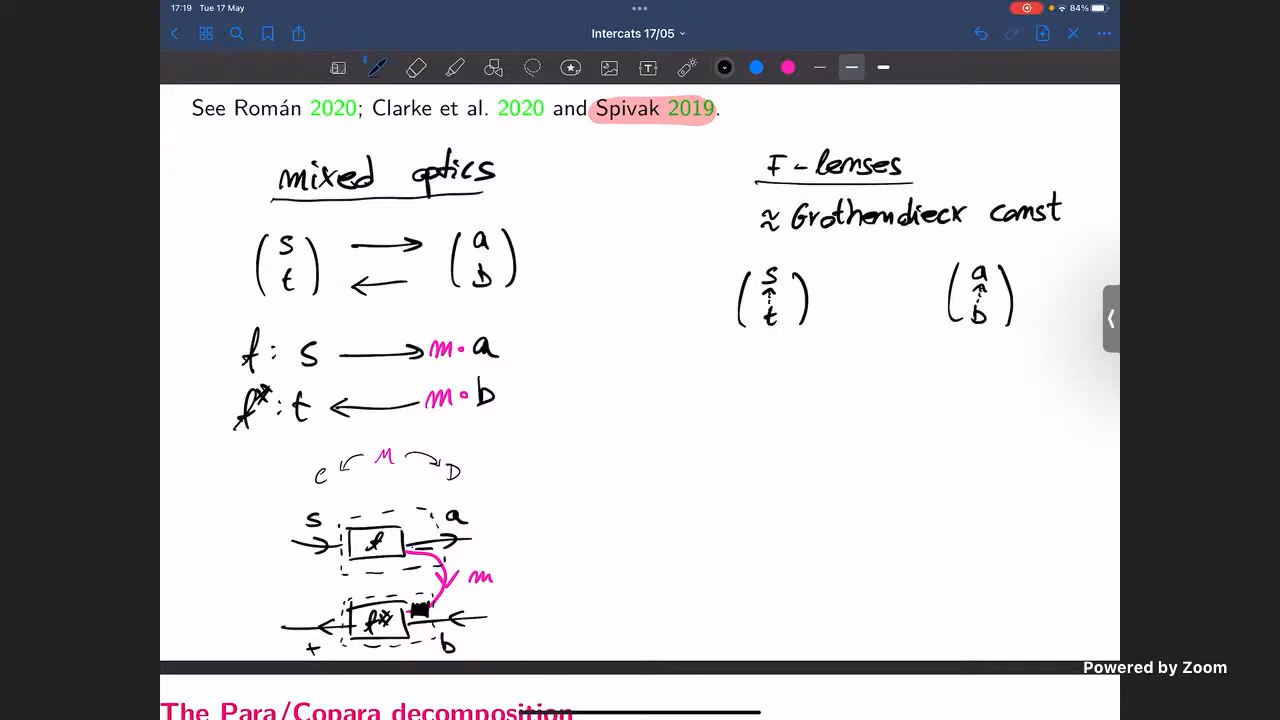 17:19 Tue 17 May
84%
Intercats 17/05
See Román 2020; Clarke et al. 2020 and Spivak 2019.
mixed optics
s a
t b
f : s m · a
f* : t m · b
M
C D
s a
f
m
f*
t b
F-lenses
≈ Grothendieck const
s a
t b
Powered by Zoom
The Para/Copara decomposition